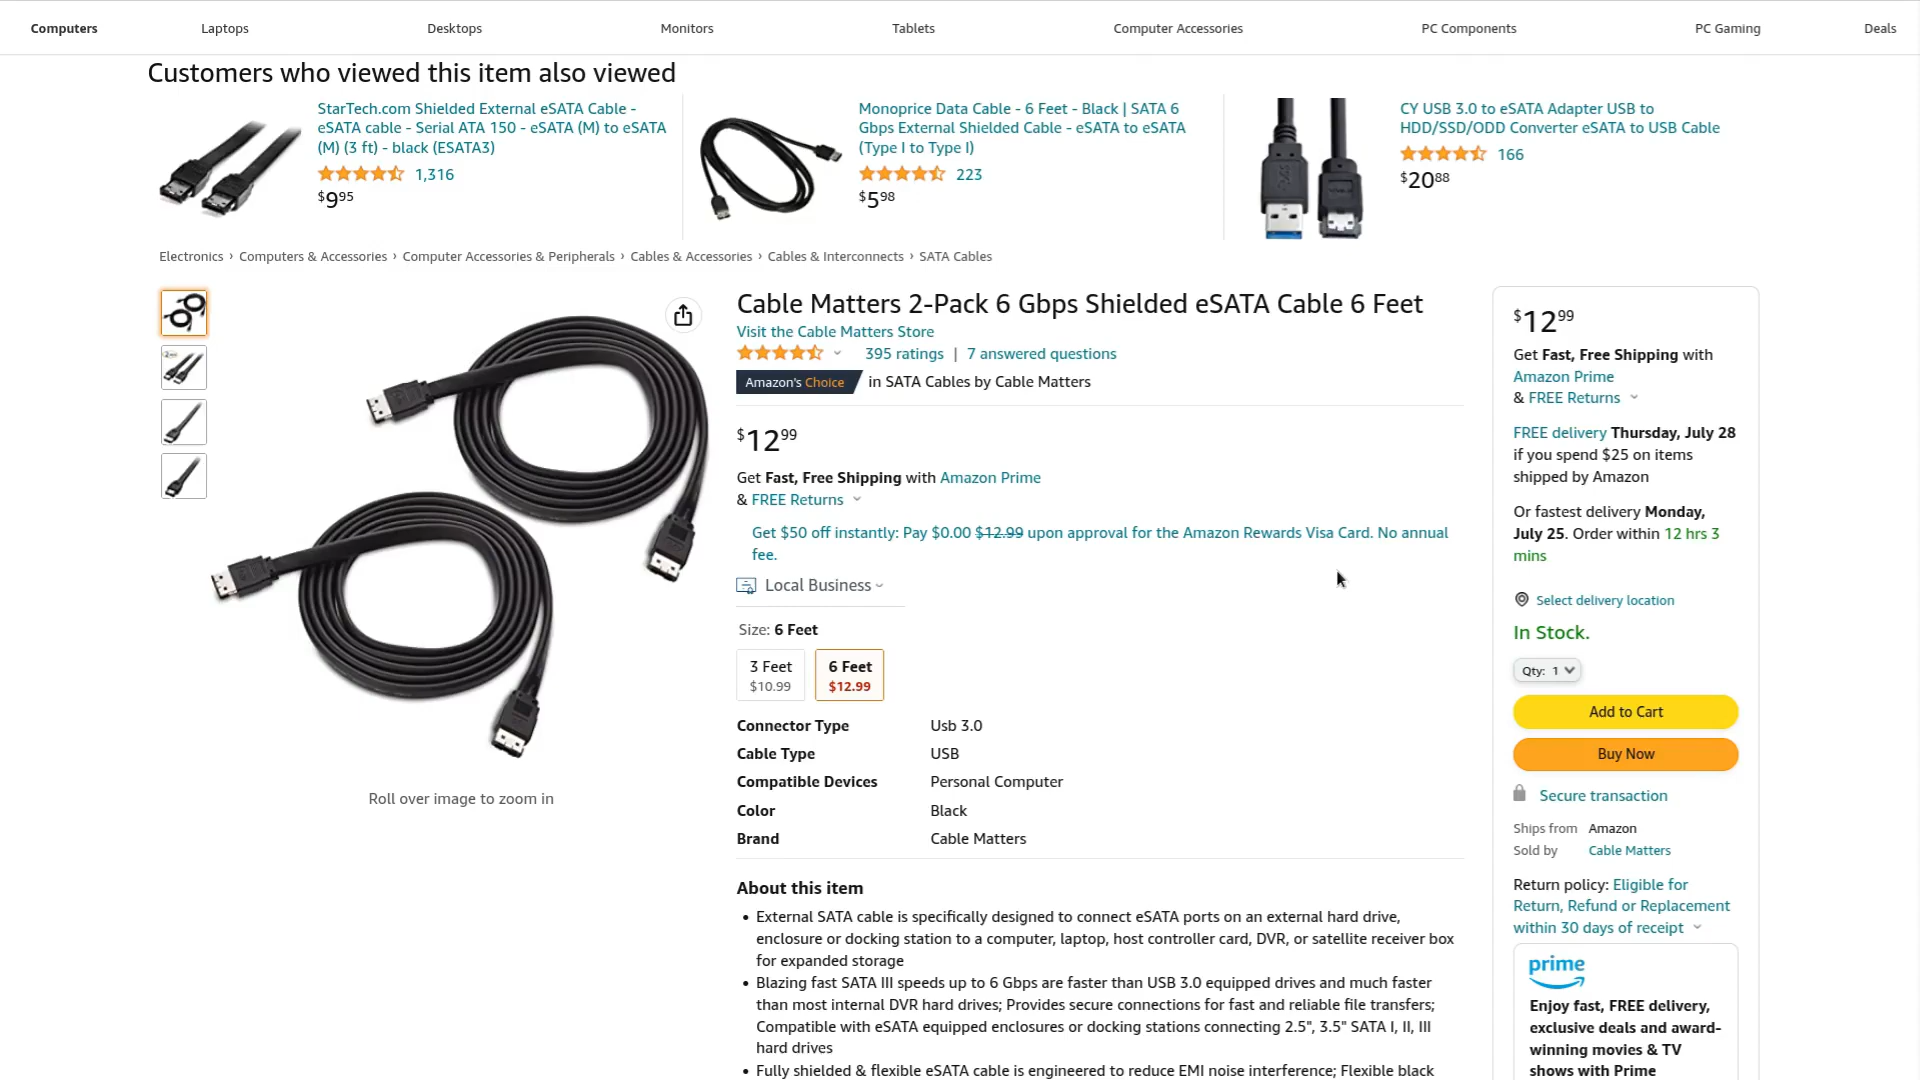 Computers
Laptops
Desktops
Monitors
Tablets
Computer Accessories
PC Components
PC Gaming
Deals
Customers who viewed this item also viewed
StarTech.com Shielded External eSATA Cable -
eSATA cable - Serial ATA 150 - eSATA (M) to eSATA
(M) (3 ft) - black (ESATA3)
1,316
$995
Monoprice Data Cable - 6 Feet - Black | SATA 6
Gbps External Shielded Cable - eSATA to eSATA
(Type I to Type I)
223
$598
CY USB 3.0 to eSATA Adapter USB to
HDD/SSD/ODD Converter eSATA to USB Cable
166
$2088
Electronics › Computers & Accessories › Computer Accessories & Peripherals › Cables & Accessories › Cables & Interconnects › SATA Cables
Roll over image to zoom in
Cable Matters 2-Pack 6 Gbps Shielded eSATA Cable 6 Feet
Visit the Cable Matters Store
395 ratings | 7 answered questions
Amazon's Choice in SATA Cables by Cable Matters
$1299
Get Fast, Free Shipping with Amazon Prime
& FREE Returns
Get $50 off instantly: Pay $0.00 $12.99 upon approval for the Amazon Rewards Visa Card. No annual
fee.
Local Business
Size: 6 Feet
3 Feet
$10.99
6 Feet
$12.99
Connector Type Usb 3.0
Cable Type USB
Compatible Devices Personal Computer
Color Black
Brand Cable Matters
About this item
• External SATA cable is specifically designed to connect eSATA ports on an external hard drive,
enclosure or docking station to a computer, laptop, host controller card, DVR, or satellite receiver box
for expanded storage
• Blazing fast SATA III speeds up to 6 Gbps are faster than USB 3.0 equipped drives and much faster
than most internal DVR hard drives; Provides secure connections for fast and reliable file transfers;
Compatible with eSATA equipped enclosures or docking stations connecting 2.5", 3.5" SATA I, II, III
hard drives
• Fully shielded & flexible eSATA cable is engineered to reduce EMI noise interference; Flexible black
$1299
Get Fast, Free Shipping with
Amazon Prime
& FREE Returns
FREE delivery Thursday, July 28
if you spend $25 on items
shipped by Amazon
Or fastest delivery Monday,
July 25. Order within 12 hrs 3
mins
Select delivery location
In Stock.
Qty: 1
Add to Cart
Buy Now
Secure transaction
Ships from Amazon
Sold by Cable Matters
Return policy: Eligible for
Return, Refund or Replacement
within 30 days of receipt
prime
Enjoy fast, FREE delivery,
exclusive deals and award-
winning movies & TV
shows with Prime